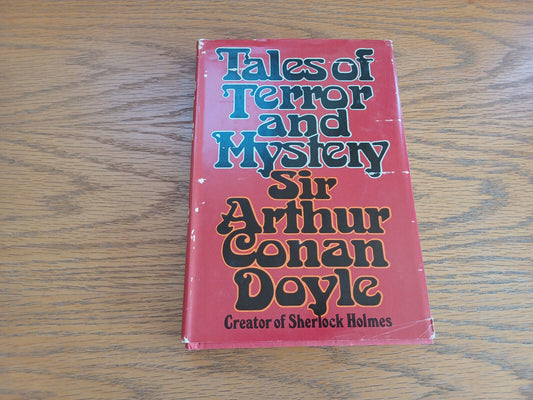 Tales of
Terror
and
Mystery
Sir
Arthur
Conan
Doyle
Creator of Sherlock Holmes